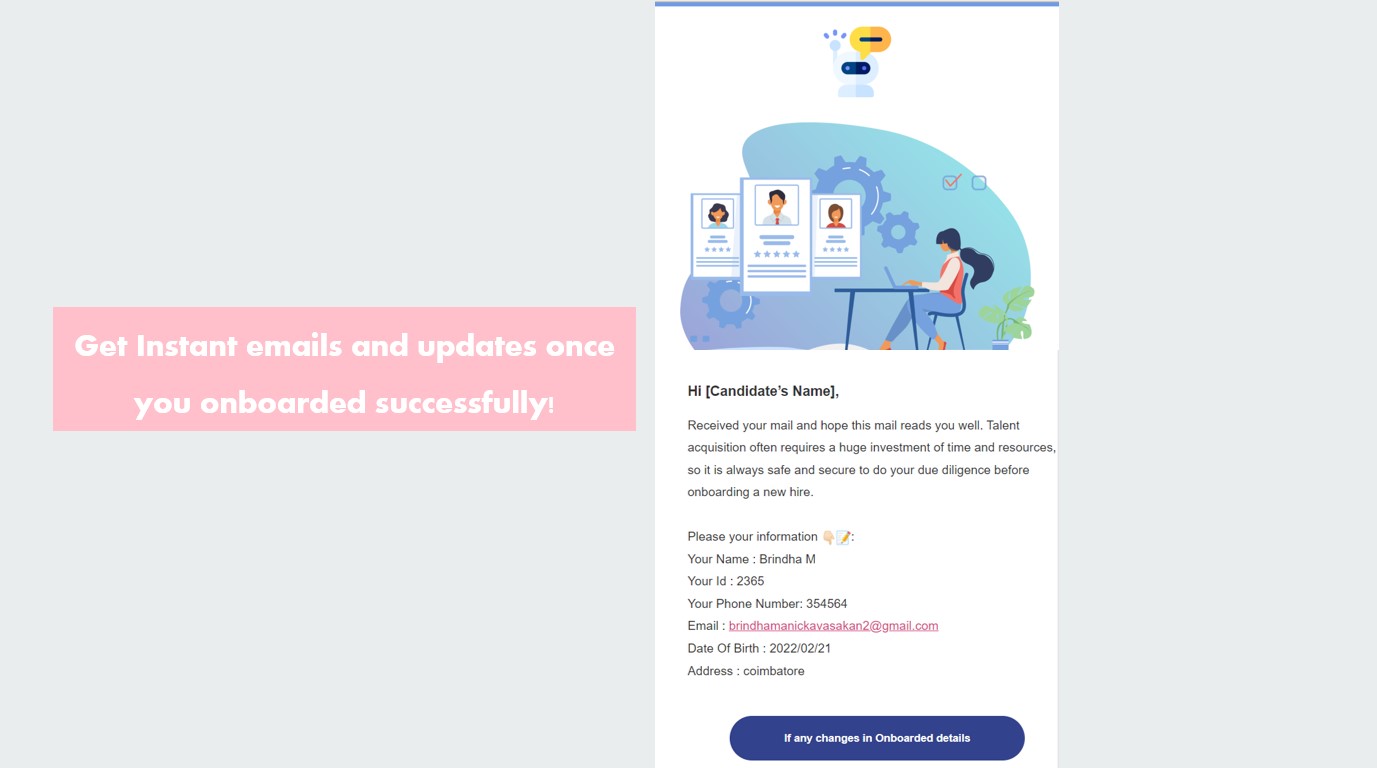 Get Instant emails and updates once
you onboarded successfully!
Hi [Candidate’s Name],
Received your mail and hope this mail reads you well. Talent
acquisition often requires a huge investment of time and resources,
so it is always safe and secure to do your due diligence before
onboarding a new hire.
Please your information 👇🏻📝:
Your Name : Brindha M
Your Id : 2365
Your Phone Number: 354564
Email : brindhamanickavasakan2@gmail.com
Date Of Birth : 2022/02/21
Address : coimbatore
If any changes in Onboarded details